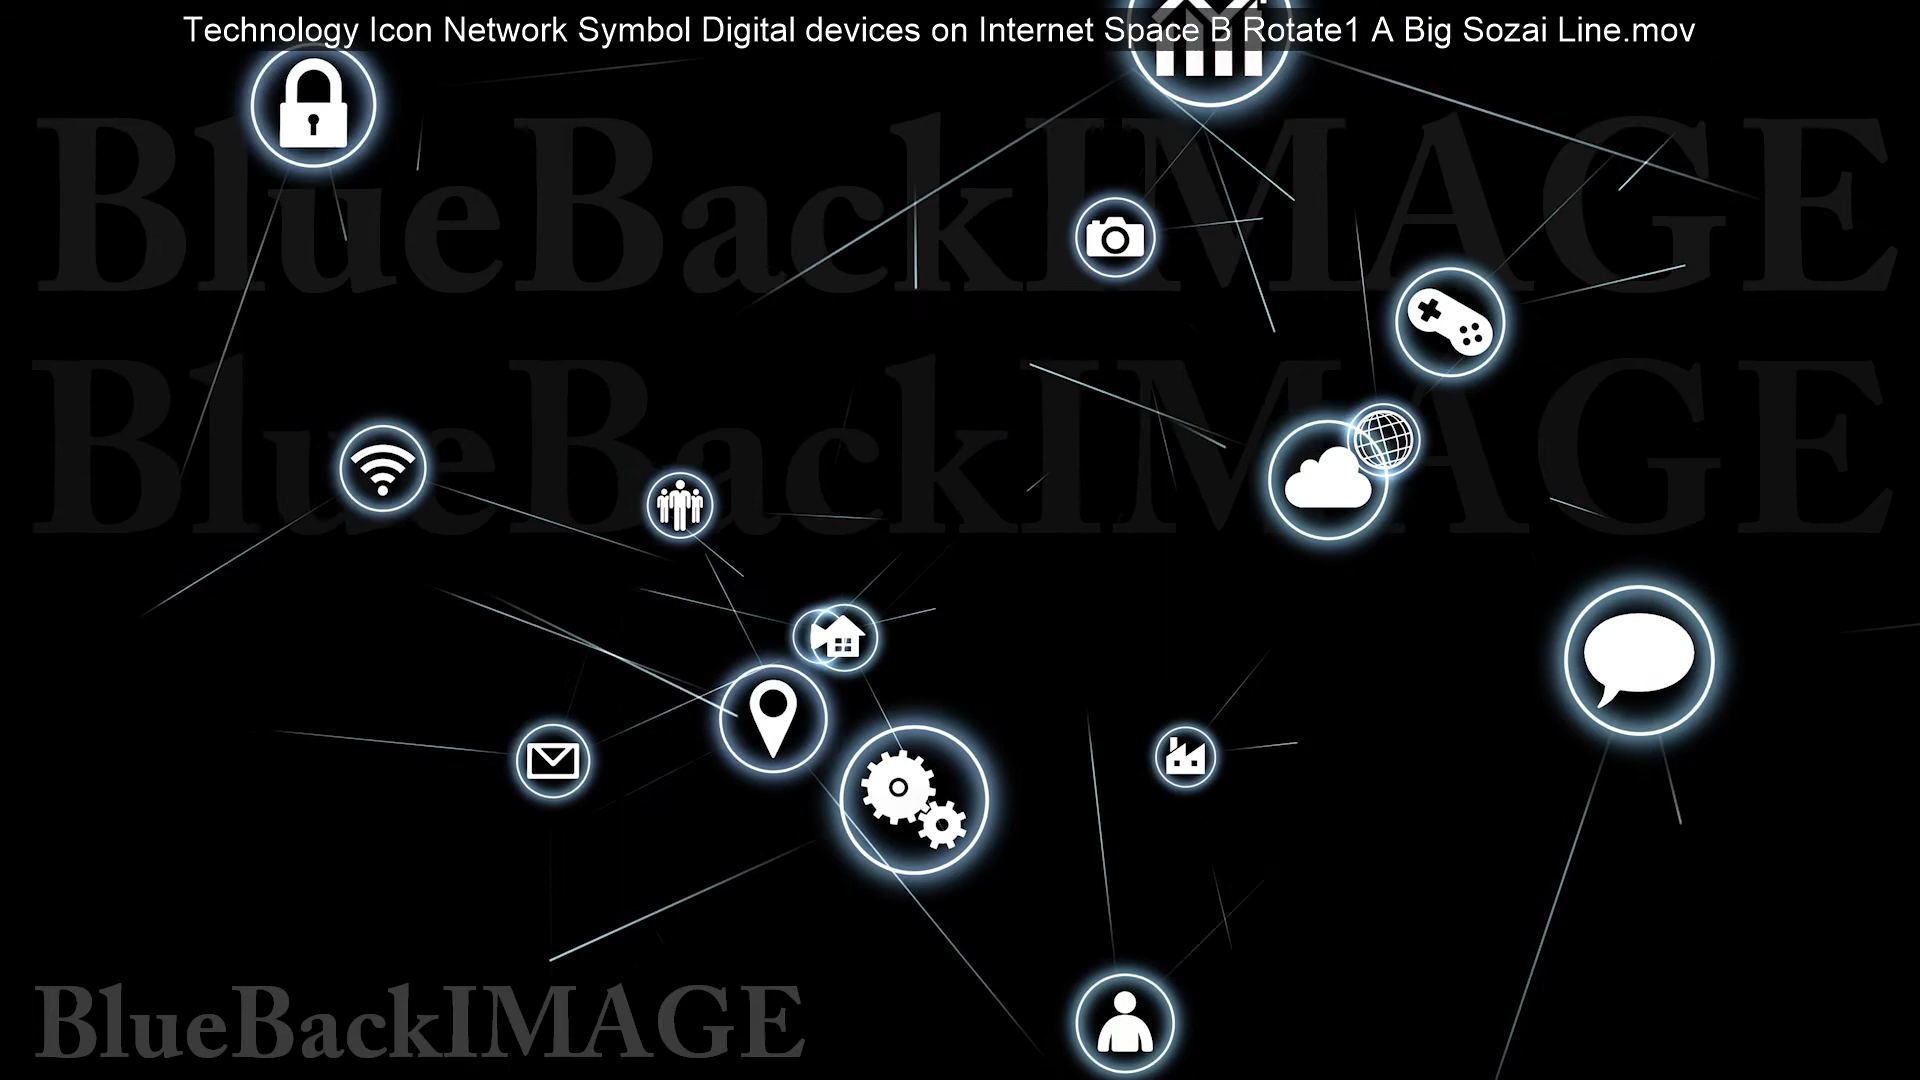 Technology Icon Network Symbol Digital devices on Internet Space B Rotate1 A Big Sozai Line.mov
BlueBackIMAGE
BlueBackIMAGE
BlueBackIMAGE